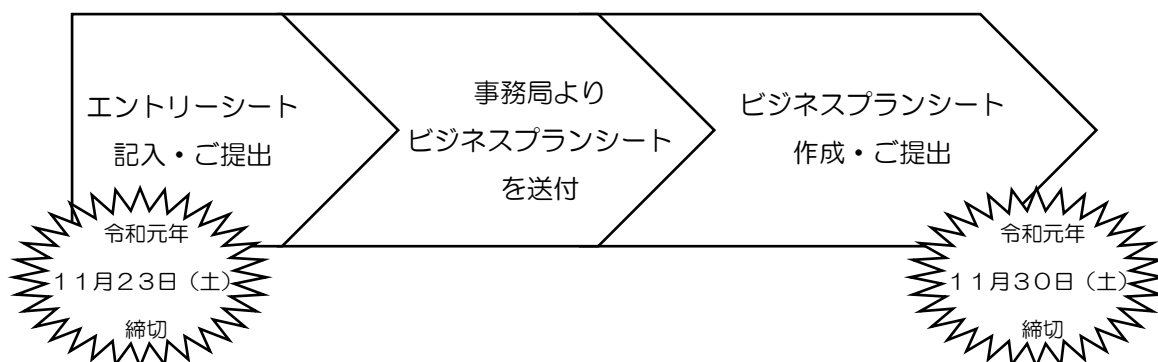 エントリーシート
記入・ご提出
事務局より
ビジネスプランシート
を送付
ビジネスプランシート
作成・ご提出
令和元年
１１月２３日（土）
締切
令和元年
１１月３０日（土）
締切